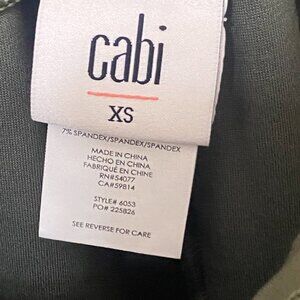 cabi
XS
7% SPANDEX/SPANDEX/SPANDEX
MADE IN CHINA
HECHO EN CHINA
FABRIQUÉ EN CHINE
RN#54077
CA#59814
STYLE# 6053
PO# 225826
SEE REVERSE FOR CARE